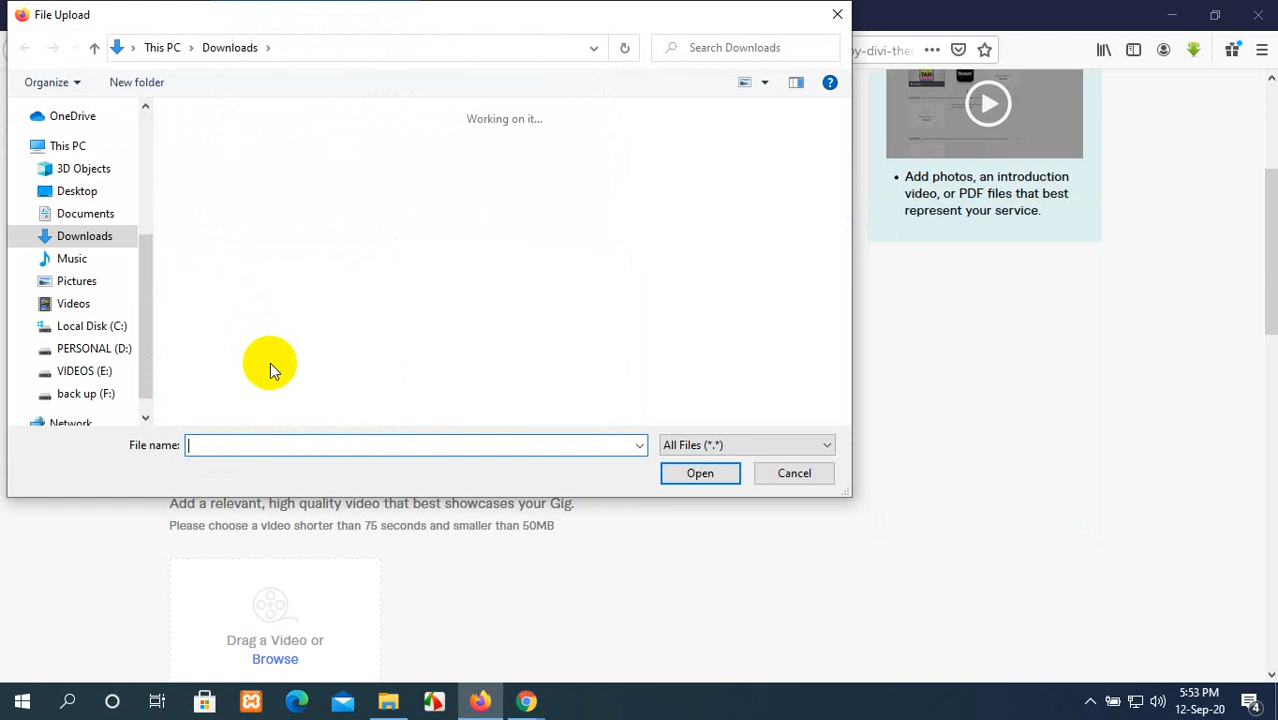 File Upload
This PC
Downloads
Search Downloads
by-divi-ther
Organize
New folder
OneDrive
This PC
3D Objects
Desktop
Documents
Downloads
Music
Pictures
Videos
Local Disk (C:)
PERSONAL (D:)
VIDEOS (E:)
back up (F:)
Network
Working on it...
File name:
All Files (*.*)
Open
Cancel
• Add photos, an introduction
video, or PDF files that best
represent your service.
Add a relevant, high quality video that best showcases your Gig.
Please choose a video shorter than 75 seconds and smaller than 50MB
Drag a Video or
Browse
5:53 PM
12-Sep-20
4